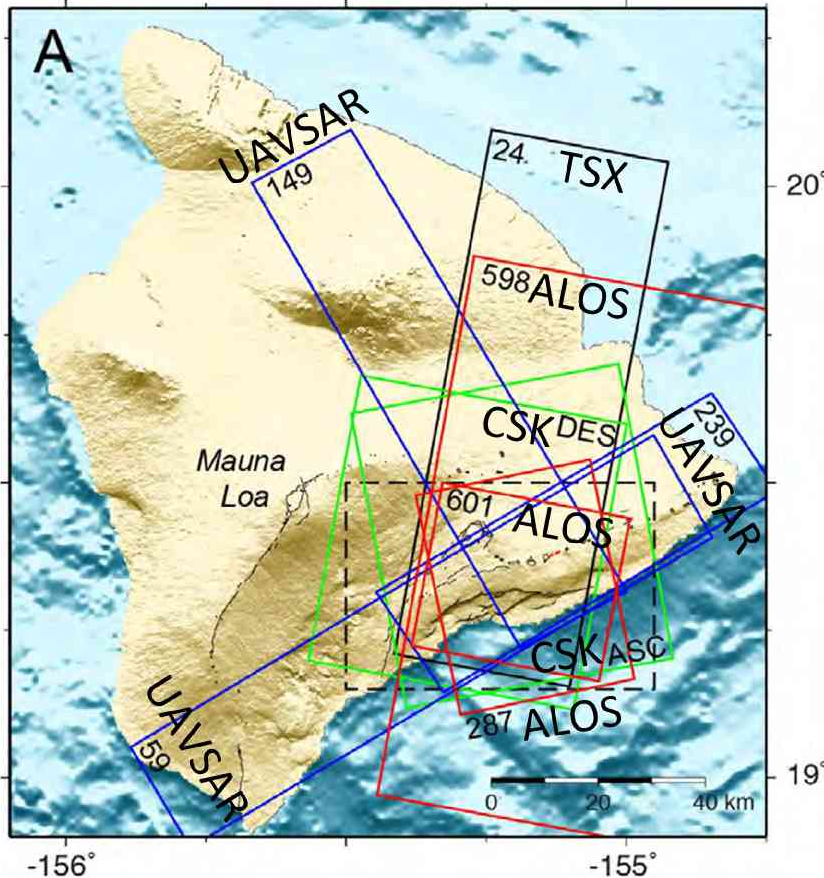 A
UAVSAR
149
24.
TSX
20°
598 ALOS
239
UAVSAR
CSK DES
Mauna
Loa
601
ALOS
CSK ASC
UAVSAR
59
287 ALOS
19°
0 20 40 km
-156° -155°